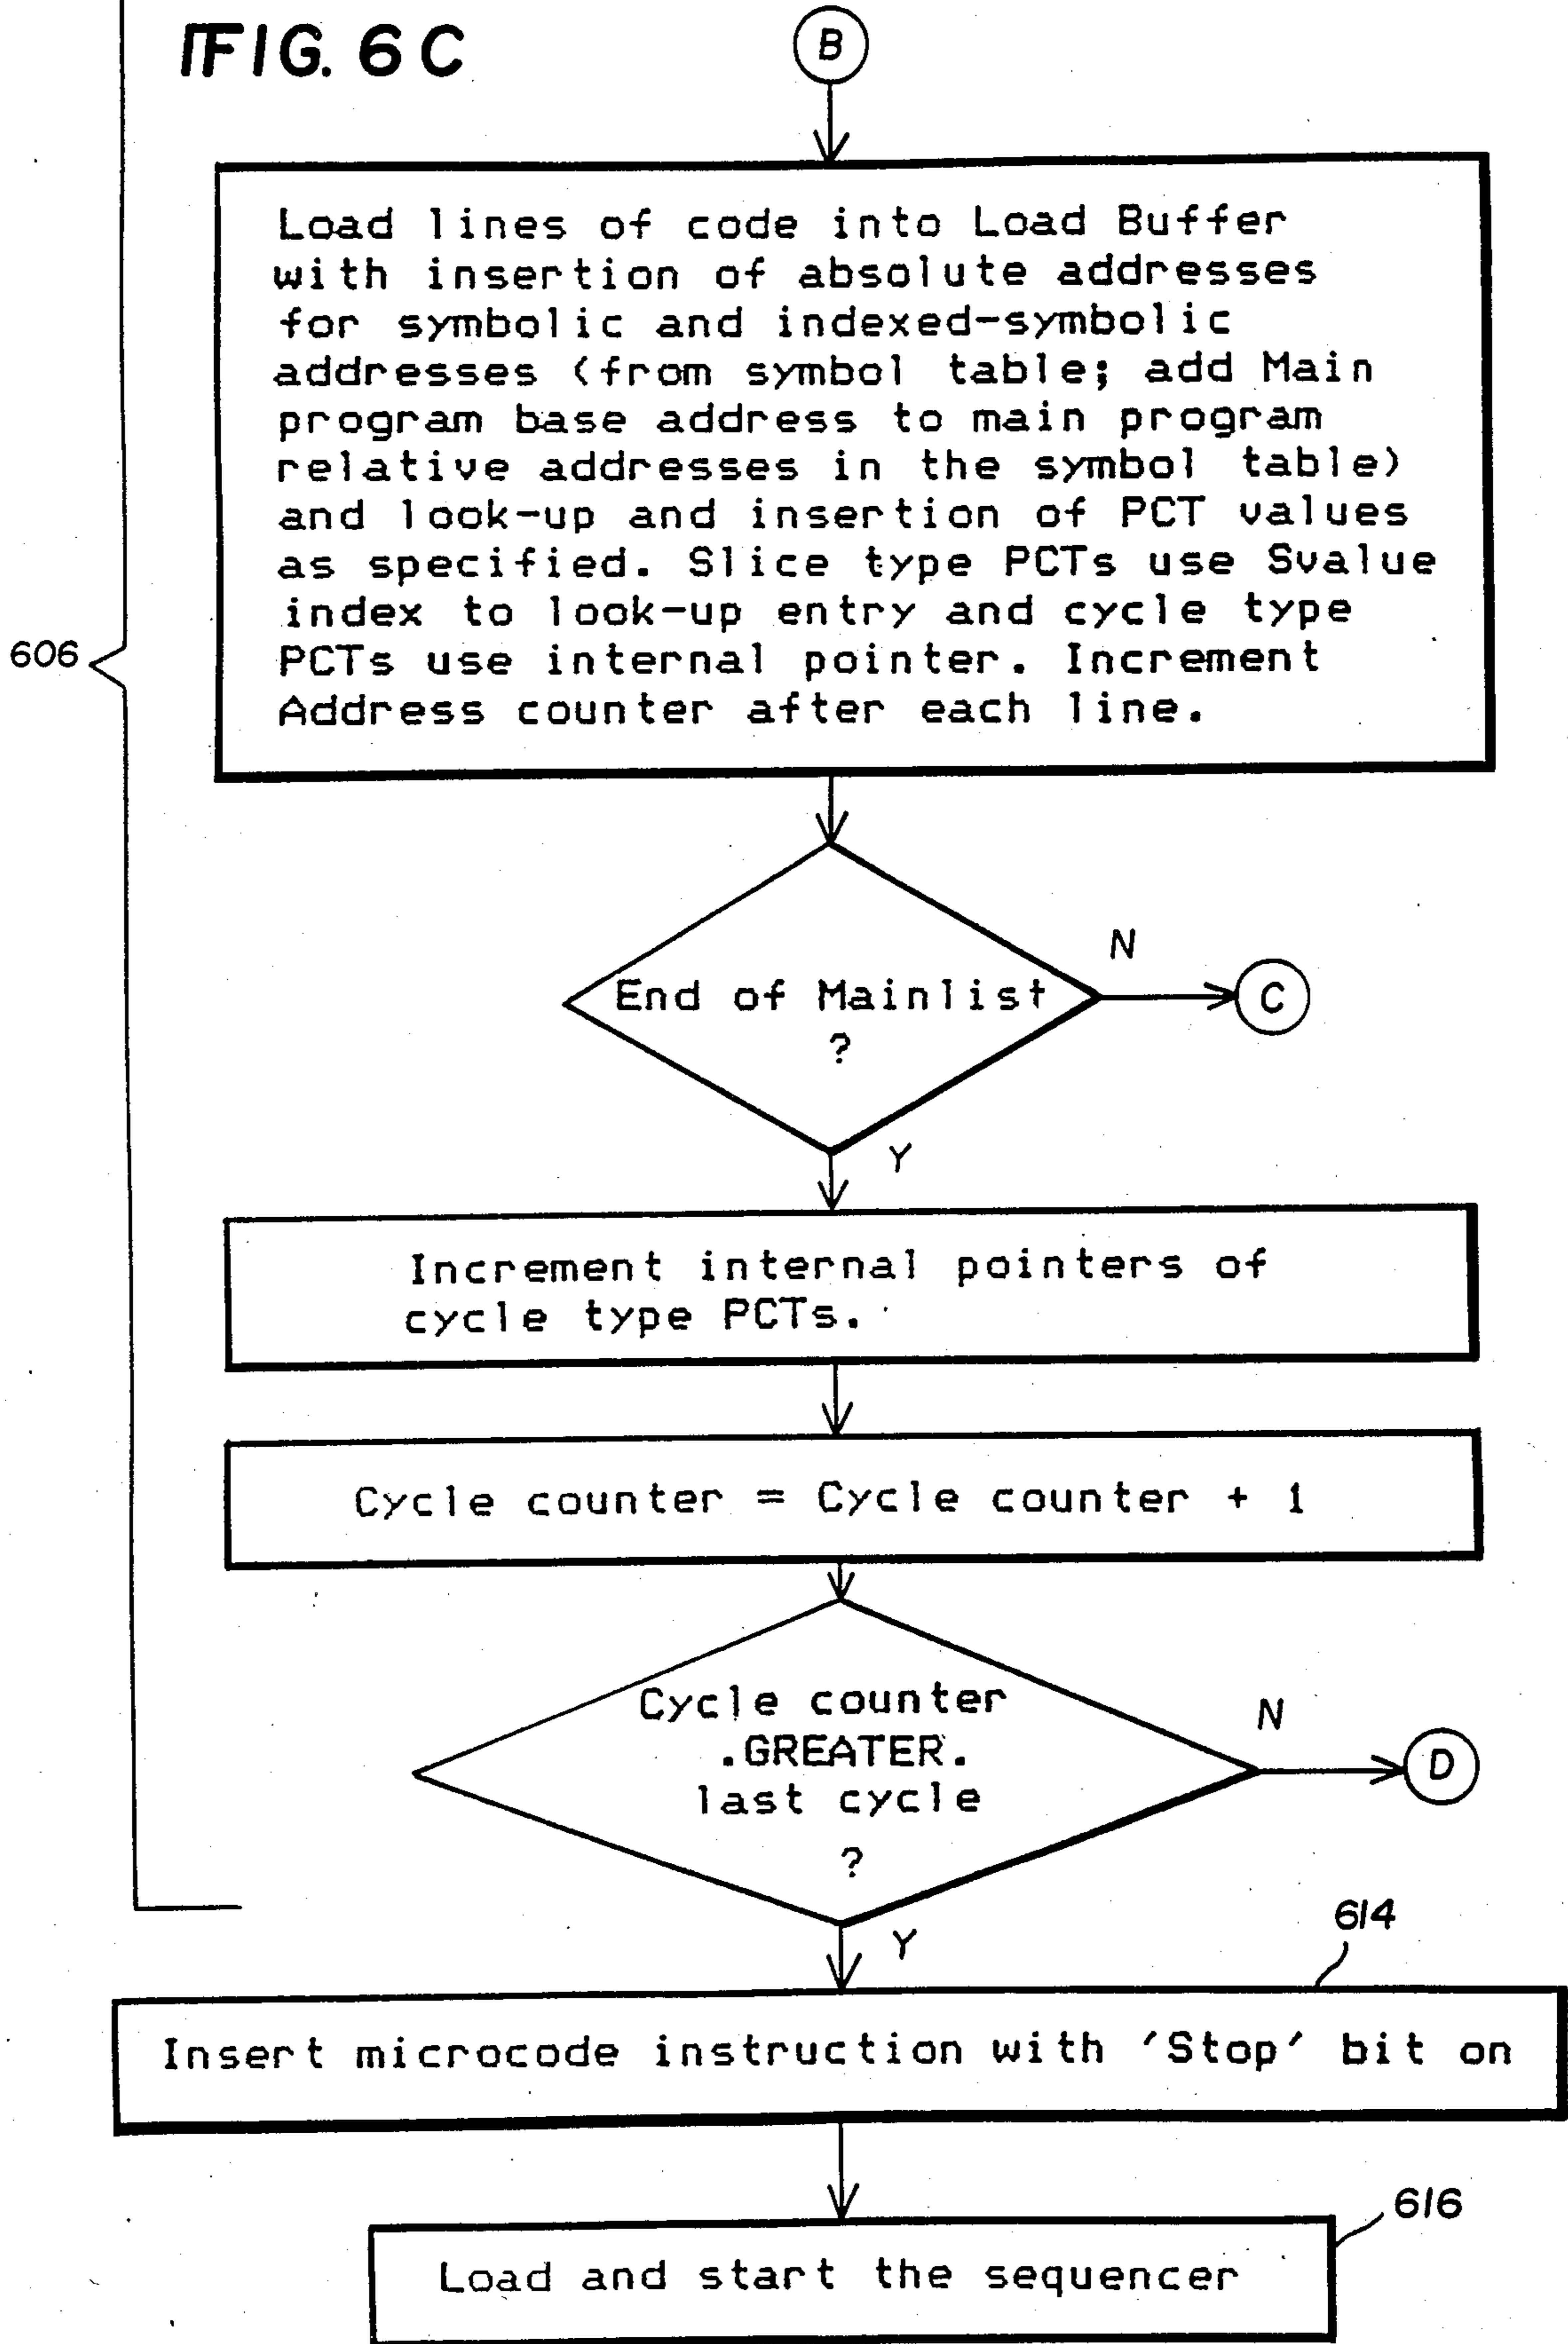 FIG. 6C
B
Load lines of code into Load Buffer
with insertion of absolute addresses
for symbolic and indexed-symbolic
addresses (from symbol table; add Main
program base address to main program
relative addresses in the symbol table)
and look-up and insertion of PCT values
as specified. Slice type PCTs use Svalue
index to look-up entry and cycle type
PCTs use internal pointer. Increment
Address counter after each line.
606
End of Mainlist
?
N
C
Y
Increment internal pointers of
cycle type PCTs.
Cycle counter = Cycle counter + 1
Cycle counter
.GREATER.
last cycle
?
N
D
Y
614
Insert microcode instruction with 'Stop' bit on
616
Load and start the sequencer